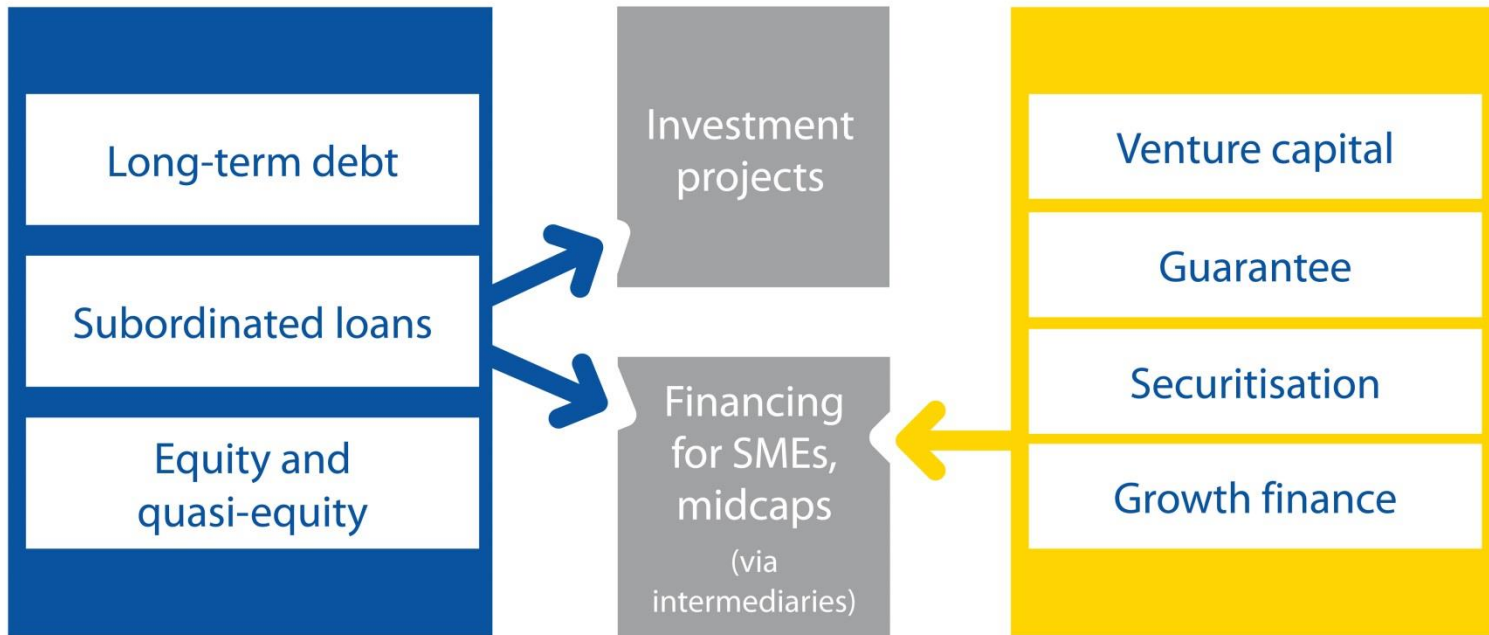 Long-term debt
Subordinated loans
Equity and
quasi-equity
Investment
projects
Financing
for SMEs,
midcaps
(via
intermediaries)
Venture capital
Guarantee
Securitisation
Growth finance